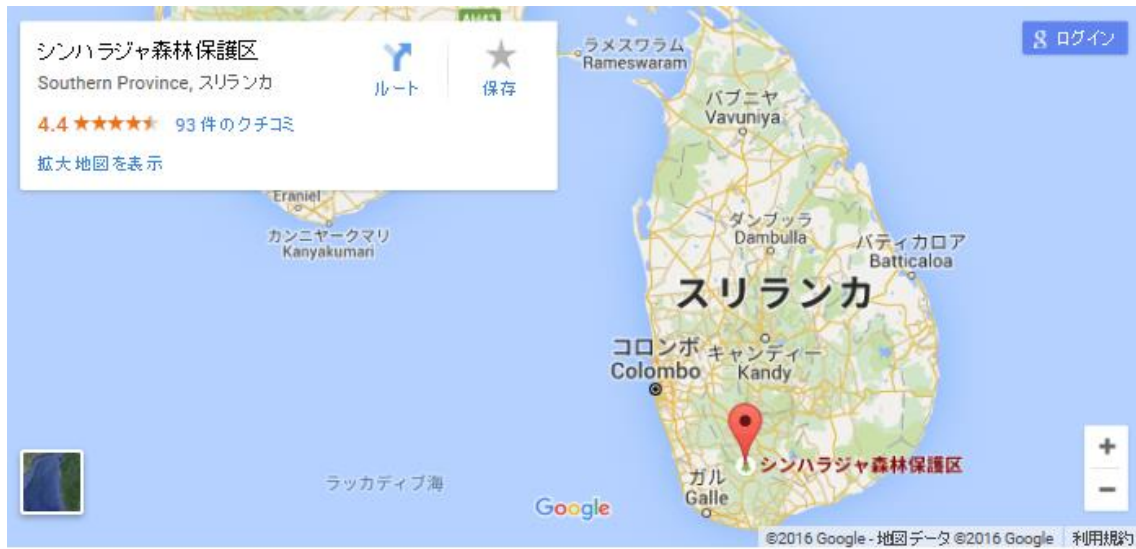 シンハラジャ森林保護区
Southern Province, スリランカ
4.4 ★★★★★ 93 件のクチコミ
拡大地図を表示
ルート
保存
g ログイン
ラメスワラム
Rameswaram
バブニヤ
Vavuniya
Eraniel
カンニヤークマリ
Kanyakumari
ダンブッラ
Dambulla
バティカロア
Batticaloa
スリランカ
コロンボ
Colombo
キャンディー
Kandy
シンハラジャ森林保護区
ガル
Galle
ラッカディブ海
Google
+
−
©2016 Google - 地図データ ©2016 Google 利用規約